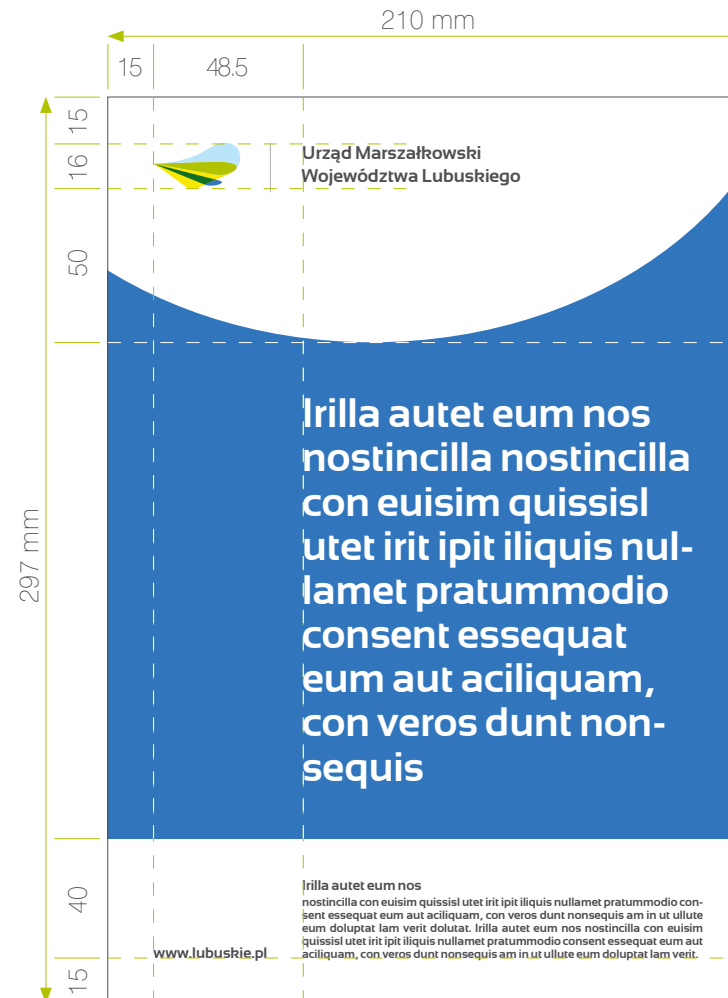 210 mm
15
48.5
15
16
50
297 mm
40
15
Urząd Marszałkowski
Województwa Lubuskiego
Irilla autet eum nos
nostincilla nostincilla
con euisim quissisl
utet irit ipit iliquis nul-
lamet pratummodio
consent essequat
eum aut aciliquam,
con veros dunt non-
sequis
Irilla autet eum nos
nostincilla con euisim quissisl utet irit ipit iliquis nullamet pratummodio con-
sent essequat eum aut aciliquam, con veros dunt nonsequis am in ut ullute
eum doluptat lam verit dolutat. Irilla autet eum nos nostincilla con euisim
quissisl utet irit ipit iliquis nullamet pratummodio consent essequat eum aut
aciliquam, con veros dunt nonsequis am in ut ullute eum doluptat lam verit.
www.lubuskie.pl